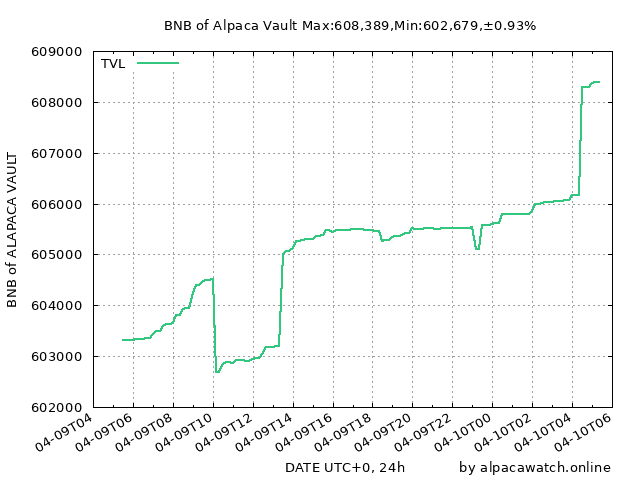 BNB of Alpaca Vault Max:608,389,Min:602,679,±0.93%
TVL
609000
608000
607000
606000
605000
604000
603000
602000
BNB of ALAPACA VAULT
04-09T04
04-09T06
04-09T08
04-09T10
04-09T12
04-09T14
04-09T16
04-09T18
04-09T20
04-09T22
04-10T00
04-10T02
04-10T04
04-10T06
DATE UTC+0, 24h
by alpacawatch.online